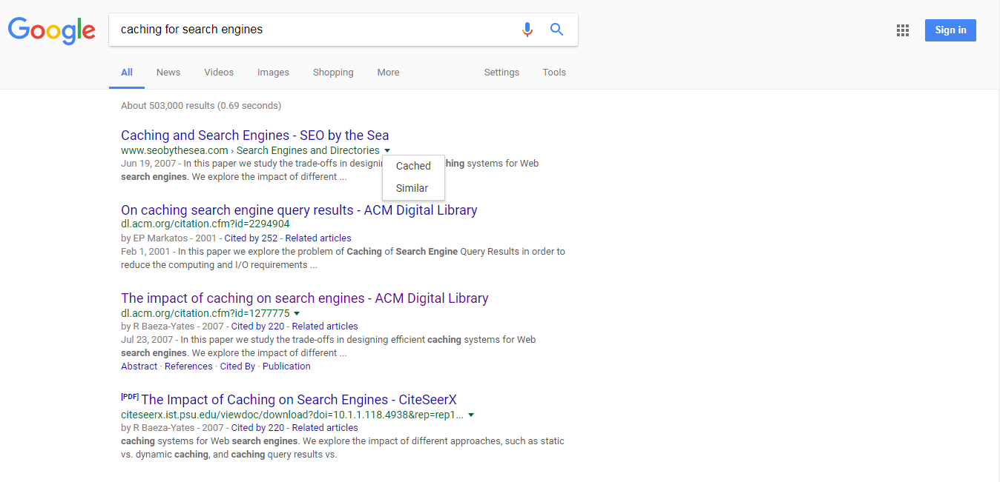 Google
caching for search engines
Sign in
All News Videos Images Shopping More Settings Tools
About 503,000 results (0.69 seconds)
Caching and Search Engines - SEO by the Sea
www.seobythesea.com › Search Engines and Directories
Cached
Similar
Jun 19, 2007 - In this paper we study the trade-offs in hing systems for Web
search engines. We explore the impact of different ...
On caching search engine query results - ACM Digital Library
dl.acm.org/citation.cfm?id=2294904
by EP Markatos - 2001 - Cited by 252 - Related articles
Feb 1, 2001 - In this paper we explore the problem of Caching of Search Engine Query Results in order to
reduce the computing and I/O requirements ...
The impact of caching on search engines - ACM Digital Library
dl.acm.org/citation.cfm?id=1277775
by R Baeza-Yates - 2007 - Cited by 220 - Related articles
Jul 23, 2007 - In this paper we study the trade-offs in designing efficient caching systems for Web
search engines. We explore the impact of different ...
Abstract · References · Cited By · Publication
[PDF] The Impact of Caching on Search Engines - CiteSeerX
citeseerx.ist.psu.edu/viewdoc/download?doi=10.1.1.118.4938&rep=rep1...
by R Baeza-Yates - 2007 - Cited by 220 - Related articles
caching systems for Web search engines. We explore the impact of different approaches, such as static
vs. dynamic caching, and caching query results vs.